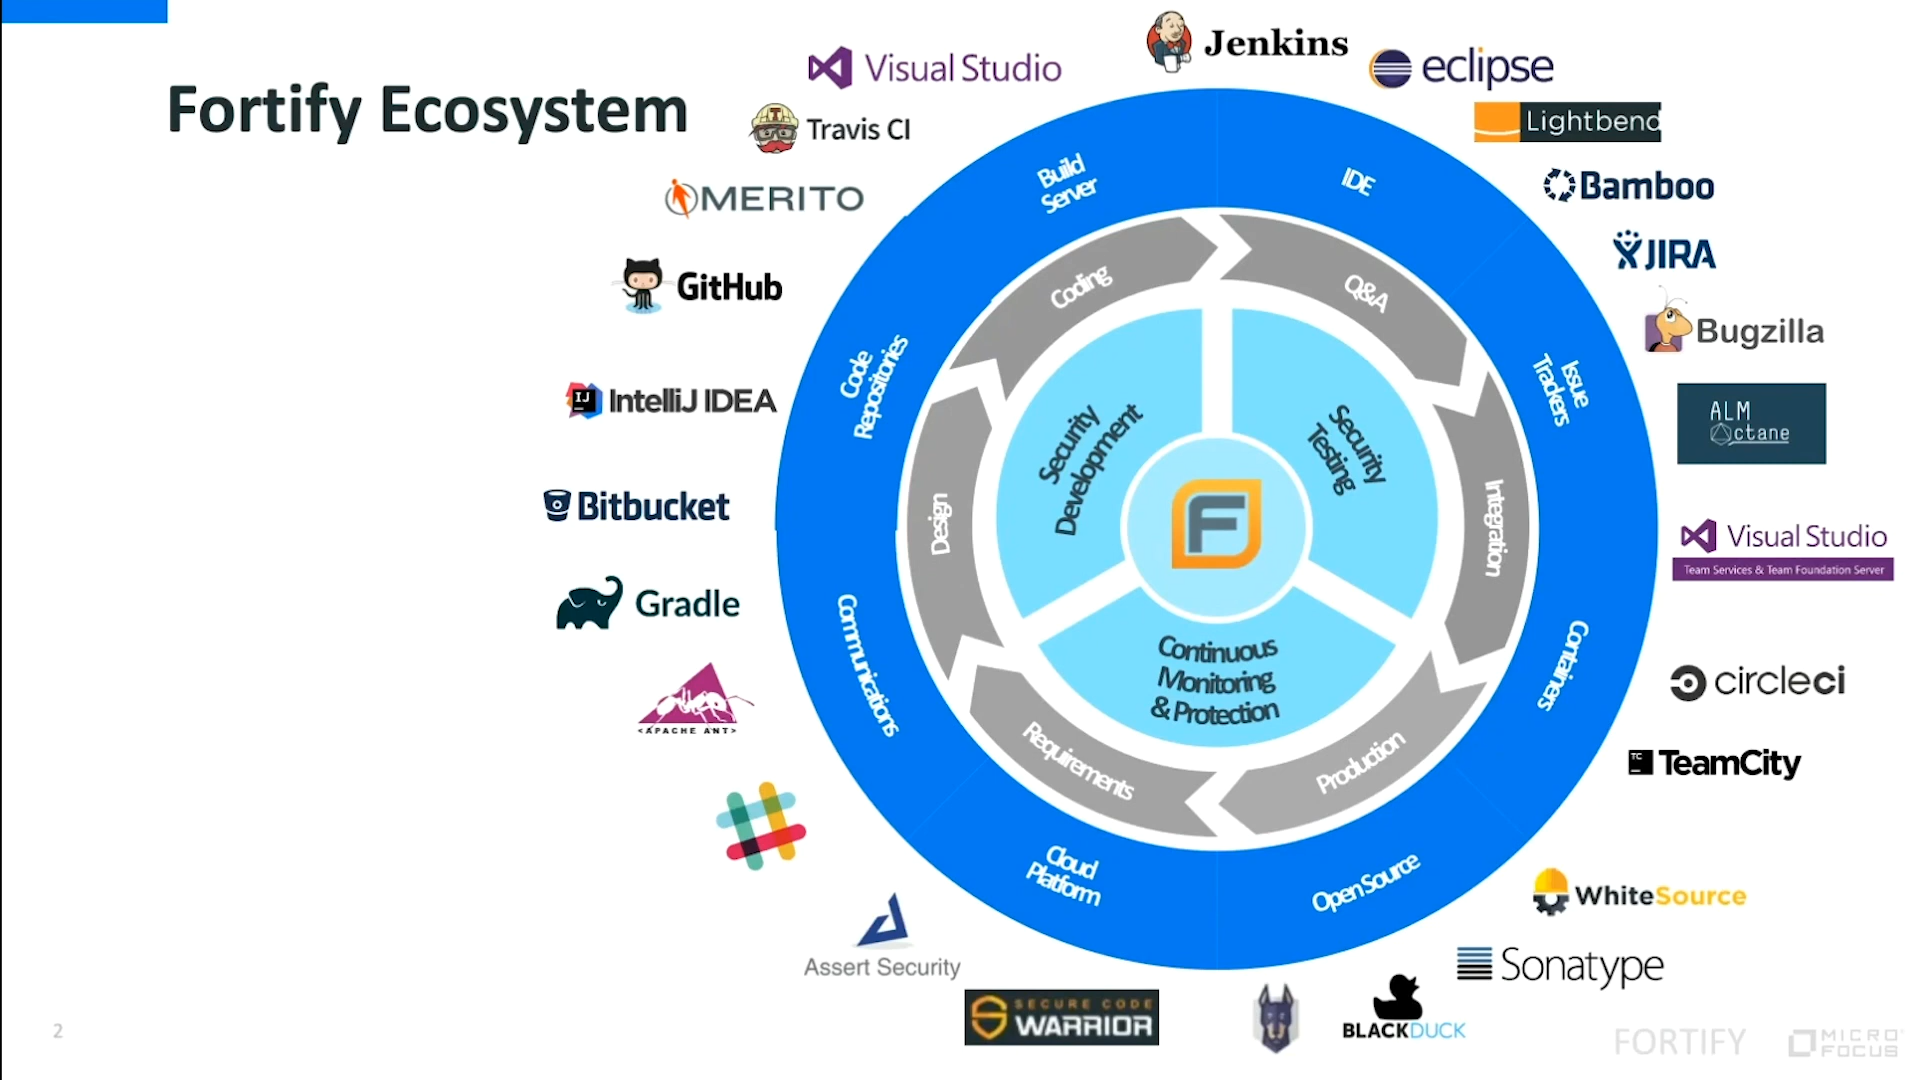 Fortify Ecosystem
Visual Studio
Jenkins
eclipse
Travis CI
Lightbend
MERITO
Bamboo
GitHub
JIRA
Bugzilla
IJ
IntelliJ IDEA
ALM
Octane
Bitbucket
Visual Studio
Team Services & Team Foundation Server
Gradle
<APACHE ANT>
circleci
TC
TeamCity
WhiteSource
Assert Security
Sonatype
SECURE CODE
WARRIOR
BLACKDUCK
Build
Server
IDE
Code
Repositories
Issue
Trackers
Communications
Containers
Cloud
Platform
Open Source
Coding
Q&A
Design
Integration
Requirements
Production
Security
Development
Security
Testing
F
Continuous
Monitoring
& Protection
2
FORTIFY
MICRO
FOCUS